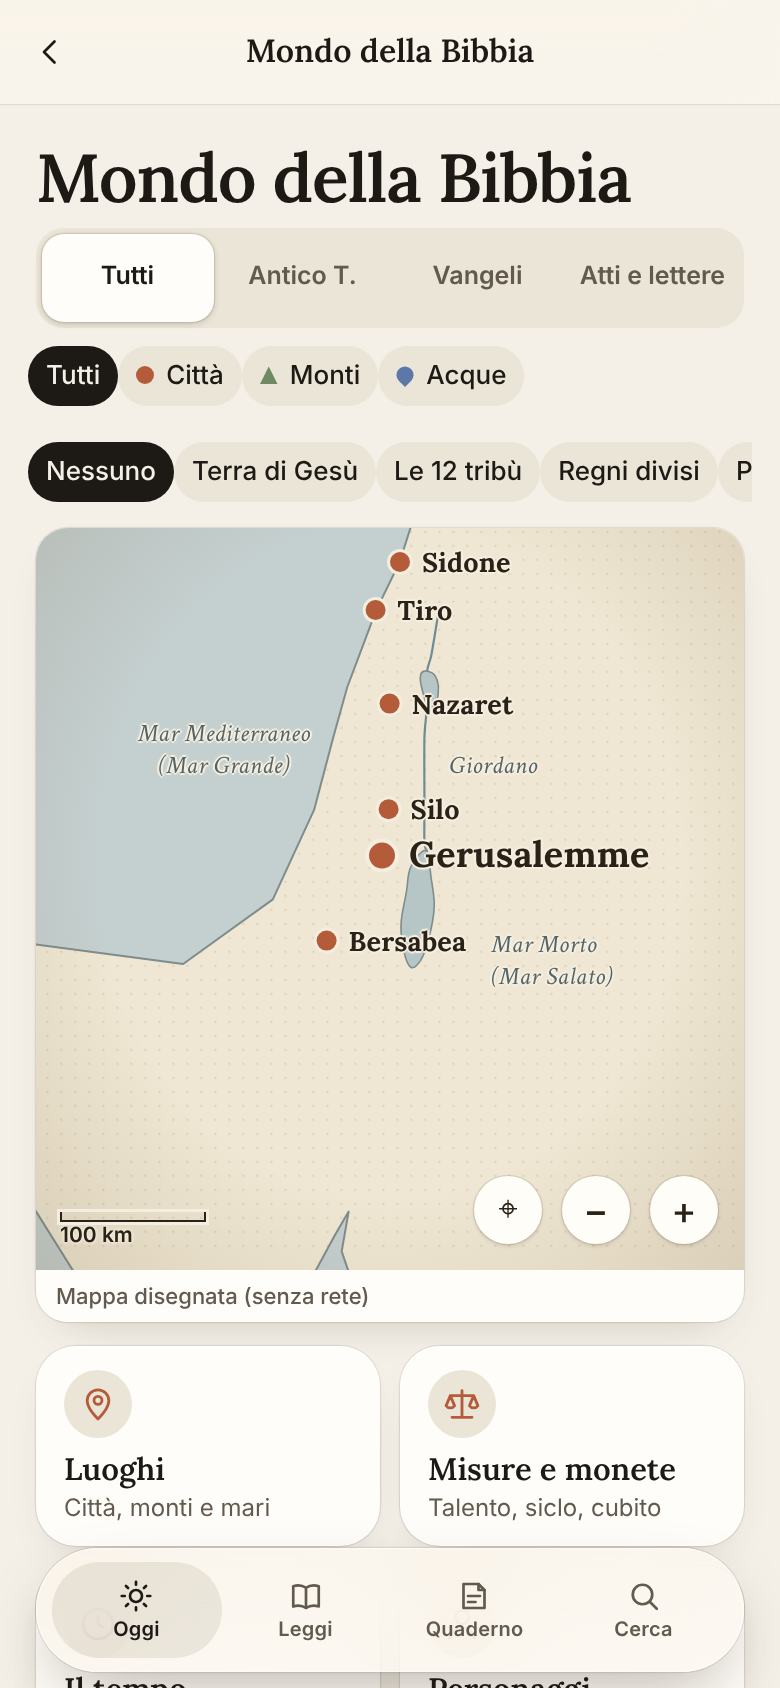 Mondo della Bibbia
Mondo della Bibbia
Tutti
Antico T.
Vangeli
Atti e lettere
Tutti
Città
Monti
Acque
Nessuno
Terra di Gesù
Le 12 tribù
Regni divisi
P
Sidone
Tiro
Nazaret
Mar Mediterraneo
(Mar Grande)
Giordano
Silo
Gerusalemme
Bersabea
Mar Morto
(Mar Salato)
100 km
Mappa disegnata (senza rete)
Luoghi
Città, monti e mari
Misure e monete
Talento, siclo, cubito
Oggi
Leggi
Quaderno
Cerca
Il tempo
Personaggi